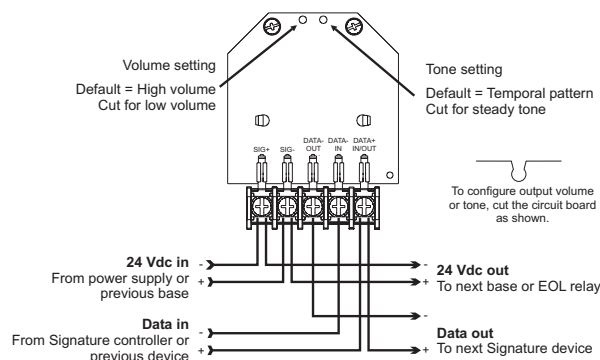 Volume setting
Default = High volume
Cut for low volume
Tone setting
Default = Temporal pattern
Cut for steady tone
SIG+
SIG-
DATA-
OUT
DATA-
IN
DATA+
IN/OUT
To configure output volume
or tone, cut the circuit board
as shown.
24 Vdc in
-
From power supply or
previous base
+
-
24 Vdc out
+
To next base or EOL relay
Data in
-
From Signature controller or
previous device
+
-
Data out
+
To next Signature device